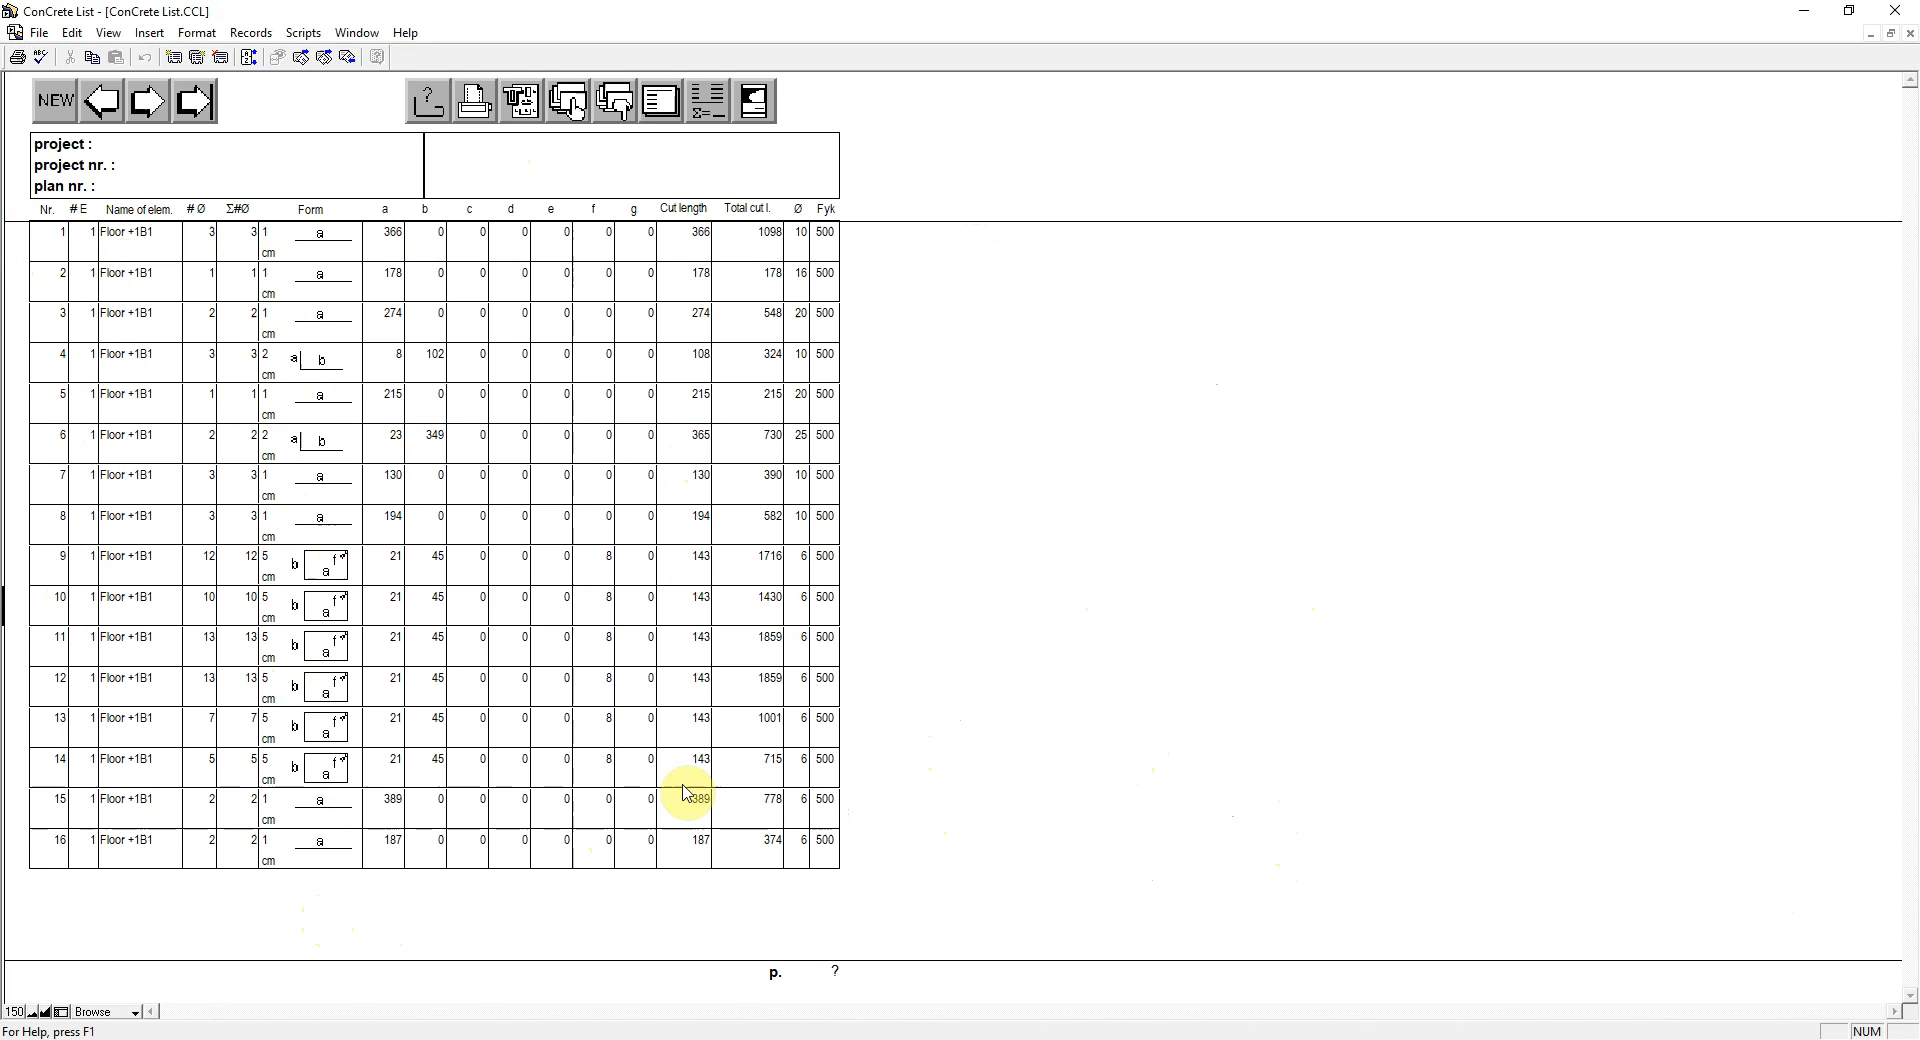 ConCrete List - [ConCrete List.CCL]
File Edit View Insert Format Records Scripts Window Help
NEW
project :
project nr. :
plan nr. :
Nr. # E Name of elem. # Ø Σ#Ø Form a b c d e f g Cut length Total cut l. Ø Fyk
1 1 Floor +1B1 3 3 1 a 366 0 0 0 0 0 0 366 1098 10 500
cm
2 1 Floor +1B1 1 1 1 a 178 0 0 0 0 0 0 178 178 16 500
cm
3 1 Floor +1B1 2 2 1 a 274 0 0 0 0 0 0 274 548 20 500
cm
4 1 Floor +1B1 3 3 2 a b 8 102 0 0 0 0 0 108 324 10 500
cm
5 1 Floor +1B1 1 1 1 a 215 0 0 0 0 0 0 215 215 20 500
cm
6 1 Floor +1B1 2 2 2 a b 23 349 0 0 0 0 0 365 730 25 500
cm
7 1 Floor +1B1 3 3 1 a 130 0 0 0 0 0 0 130 390 10 500
cm
8 1 Floor +1B1 3 3 1 a 194 0 0 0 0 0 0 194 582 10 500
cm
9 1 Floor +1B1 12 12 5 b f a 21 45 0 0 0 8 0 143 1716 6 500
cm
10 1 Floor +1B1 10 10 5 b f a 21 45 0 0 0 8 0 143 1430 6 500
cm
11 1 Floor +1B1 13 13 5 b f a 21 45 0 0 0 8 0 143 1859 6 500
cm
12 1 Floor +1B1 13 13 5 b f a 21 45 0 0 0 8 0 143 1859 6 500
cm
13 1 Floor +1B1 7 7 5 b f a 21 45 0 0 0 8 0 143 1001 6 500
cm
14 1 Floor +1B1 5 5 5 b f a 21 45 0 0 0 8 0 143 715 6 500
cm
15 1 Floor +1B1 2 2 1 a 389 0 0 0 0 0 0 389 778 6 500
cm
16 1 Floor +1B1 2 2 1 a 187 0 0 0 0 0 0 187 374 6 500
cm
p. ?
150 Browse
For Help, press F1 NUM